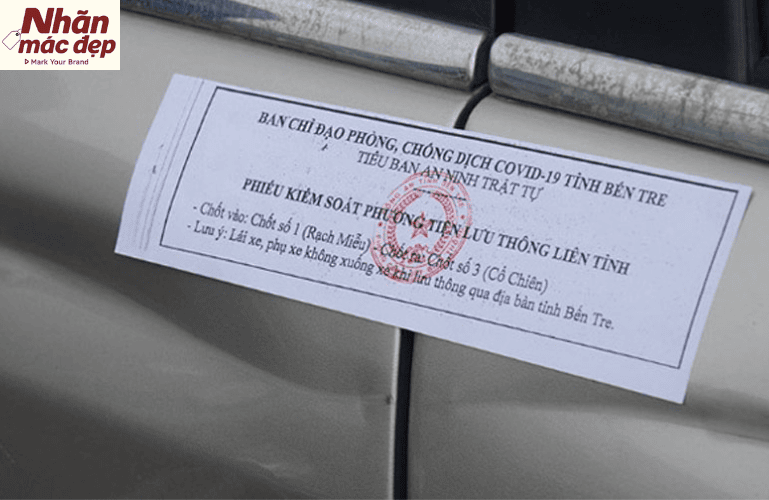 Nhãn
mác đẹp
Mark Your Brand
BAN CHỈ ĐẠO PHÒNG, CHỐNG DỊCH COVID-19 TỈNH BẾN TRE
TIỂU BAN AN NINH TRẬT TỰ
PHIẾU KIỂM SOÁT PHƯƠNG TIỆN LƯU THÔNG LIÊN TỈNH
- Chốt vào: Chốt số 1 (Rạch Miễu) - Chốt ra: Chốt số 3 (Cổ Chiên)
- Lưu ý: Lái xe, phụ xe không xuống xe khi lưu thông qua địa bàn tỉnh Bến Tre.